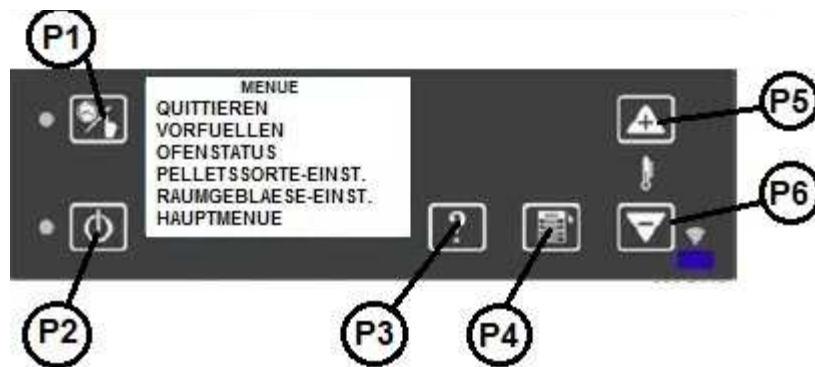 P1
MENUE
QUITTIEREN
VORFUELLEN
OFENSTATUS
PELLETSSORTE-EINST.
RAUMGEBLAESE-EINST.
HAUPTMENUE
?
+
−
P5
P6
P2
P3
P4